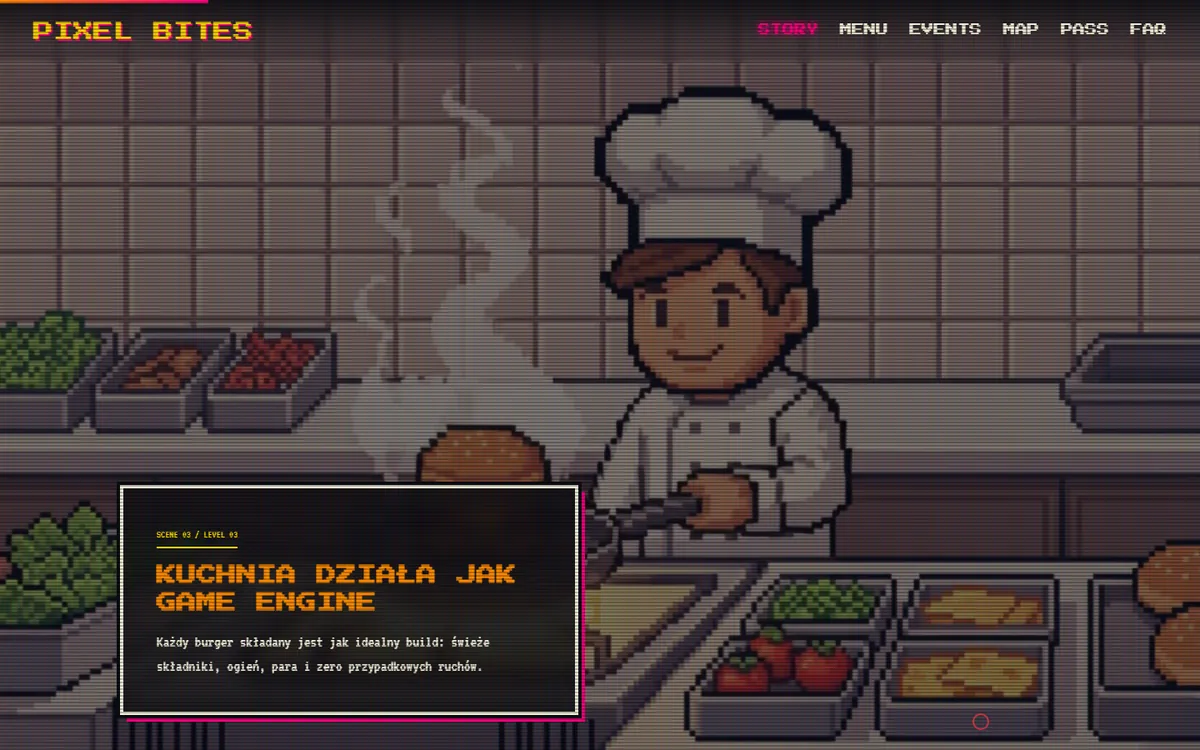 PIXEL BITES
STORY MENU EVENTS MAP PASS FAQ
SCENE 03 / LEVEL 03
KUCHNIA DZIAŁA JAK
GAME ENGINE
Każdy burger składany jest jak idealny build: świeże
składniki, ogień, para i zero przypadkowych ruchów.